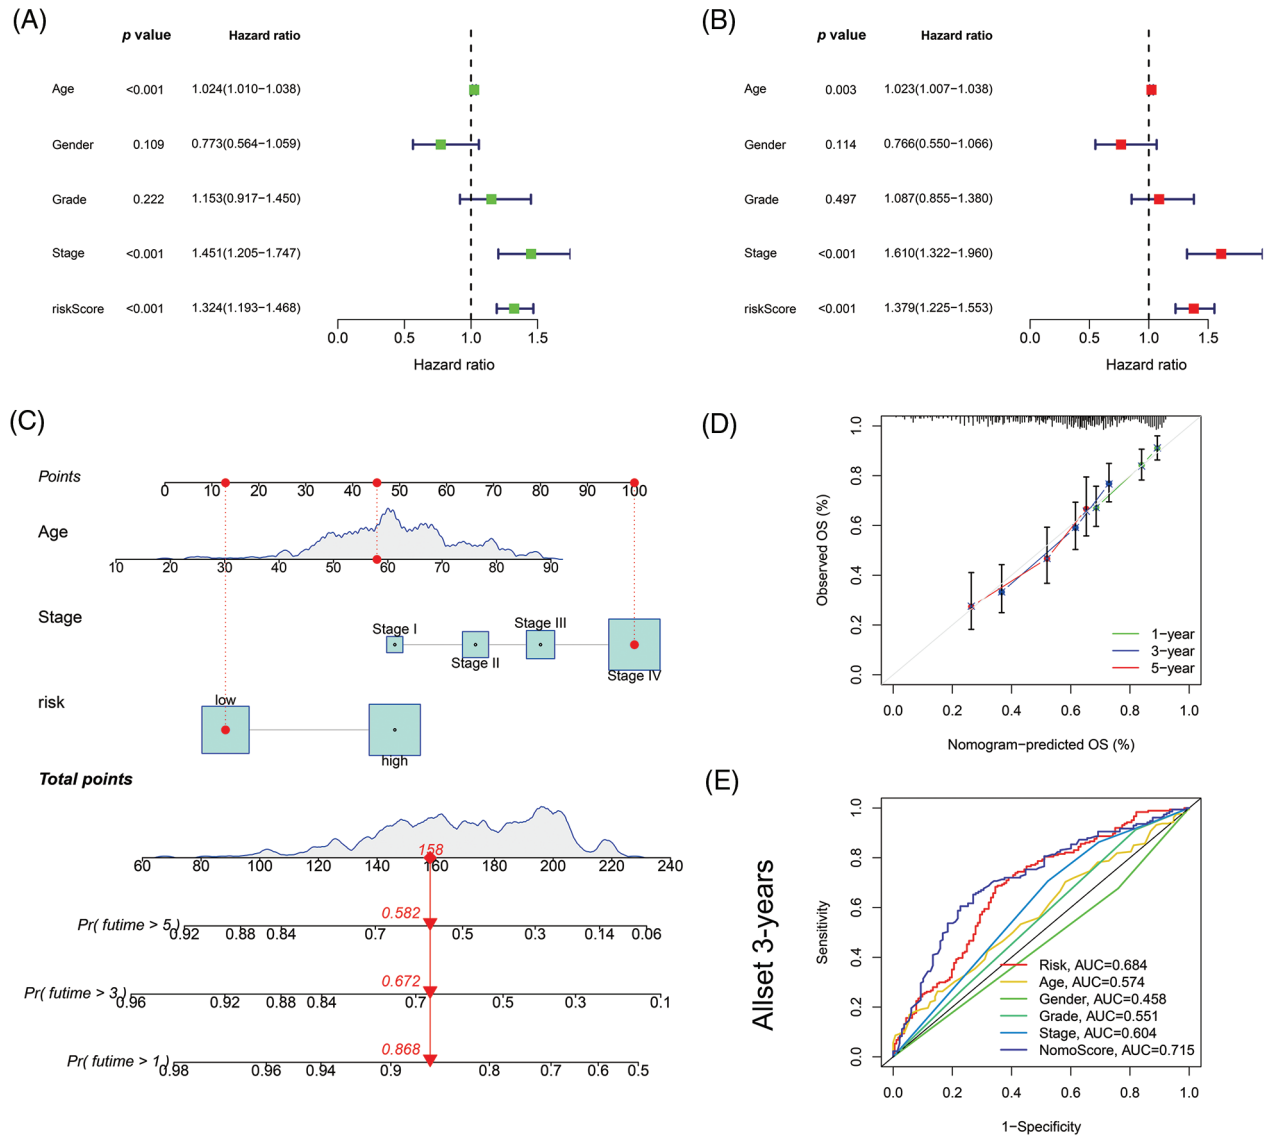 (A)
p value Hazard ratio
Age <0.001 1.024(1.010−1.038)
Gender 0.109 0.773(0.564−1.059)
Grade 0.222 1.153(0.917−1.450)
Stage <0.001 1.451(1.205−1.747)
riskScore <0.001 1.324(1.193−1.468)
0.0 0.5 1.0 1.5
Hazard ratio
(B)
p value Hazard ratio
Age 0.003 1.023(1.007−1.038)
Gender 0.114 0.766(0.550−1.066)
Grade 0.497 1.087(0.855−1.380)
Stage <0.001 1.610(1.322−1.960)
riskScore <0.001 1.379(1.225−1.553)
0.0 0.5 1.0 1.5
Hazard ratio
(C)
Points
0 10 20 30 40 50 60 70 80 90 100
Age
10 20 30 40 50 60 70 80 90
Stage
Stage I
Stage II
Stage III
Stage IV
risk
low
high
Total points
158
60 80 100 120 140 160 180 200 220 240
0.582
Pr( futime > 5 )
0.92 0.88 0.84 0.7 0.5 0.3 0.14 0.06
0.672
Pr( futime > 3 )
0.96 0.92 0.88 0.84 0.7 0.5 0.3 0.1
0.868
Pr( futime > 1 )
0.98 0.96 0.94 0.9 0.8 0.7 0.6 0.5
(D)
Observed OS (%)
0.0 0.2 0.4 0.6 0.8 1.0
1−year
3−year
5−year
0.0 0.2 0.4 0.6 0.8 1.0
Nomogram−predicted OS (%)
(E)
Allset 3-years
Sensitivity
0.0 0.2 0.4 0.6 0.8 1.0
Risk, AUC=0.684
Age, AUC=0.574
Gender, AUC=0.458
Grade, AUC=0.551
Stage, AUC=0.604
NomoScore, AUC=0.715
0.0 0.2 0.4 0.6 0.8 1.0
1−Specificity